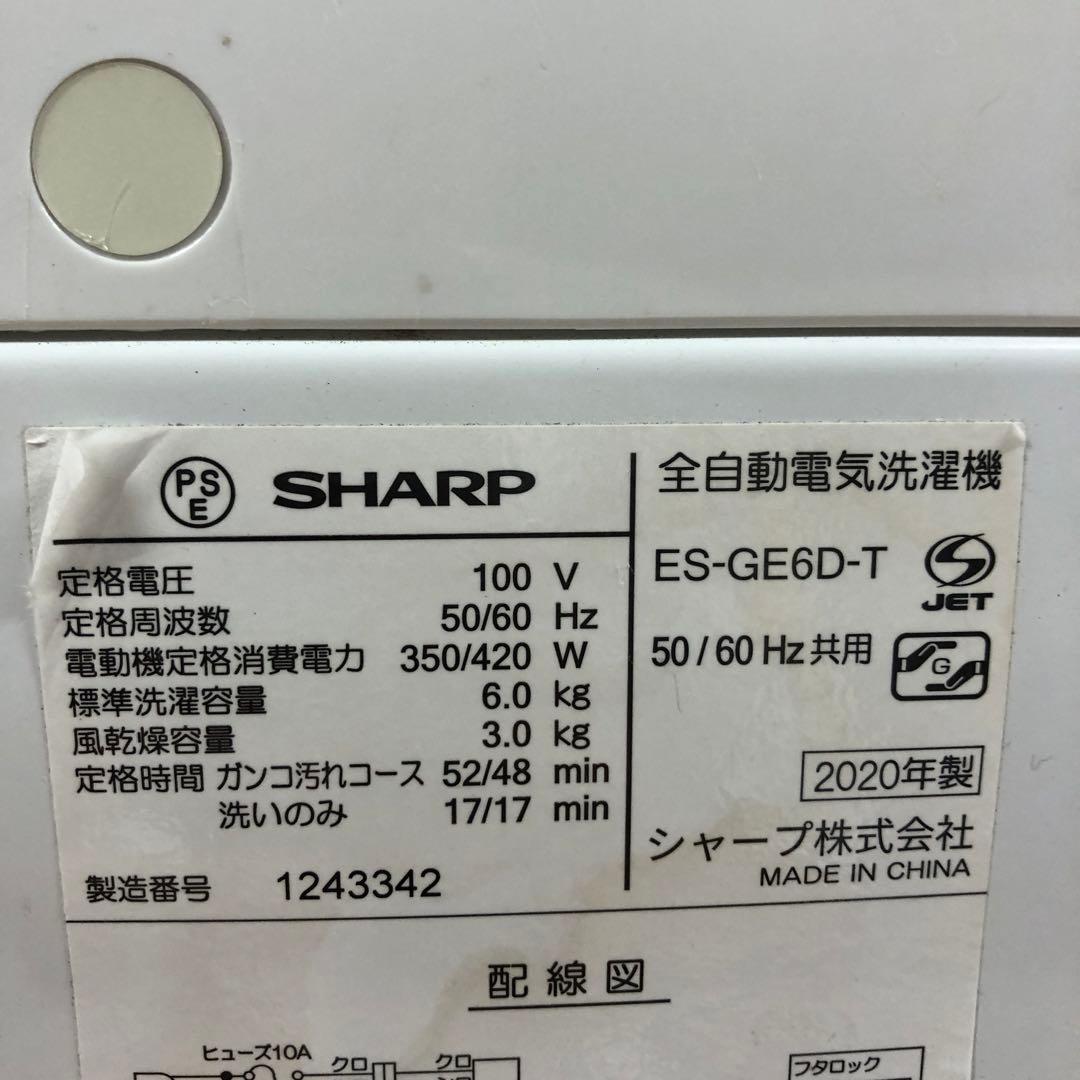 PSE SHARP
定格電圧 100 V
定格周波数 50/60 Hz
電動機定格消費電力 350/420 W
標準洗濯容量 6.0 kg
風乾燥容量 3.0 kg
定格時間 ガンコ汚れコース 52/48 min
洗いのみ 17/17 min
製造番号 1243342
全自動電気洗濯機
ES-GE6D-T
JET
50/60 Hz 共用
G
2020年製
シャープ株式会社
MADE IN CHINA
配線図
ヒューズ10A
クロ
クロ
フタロック